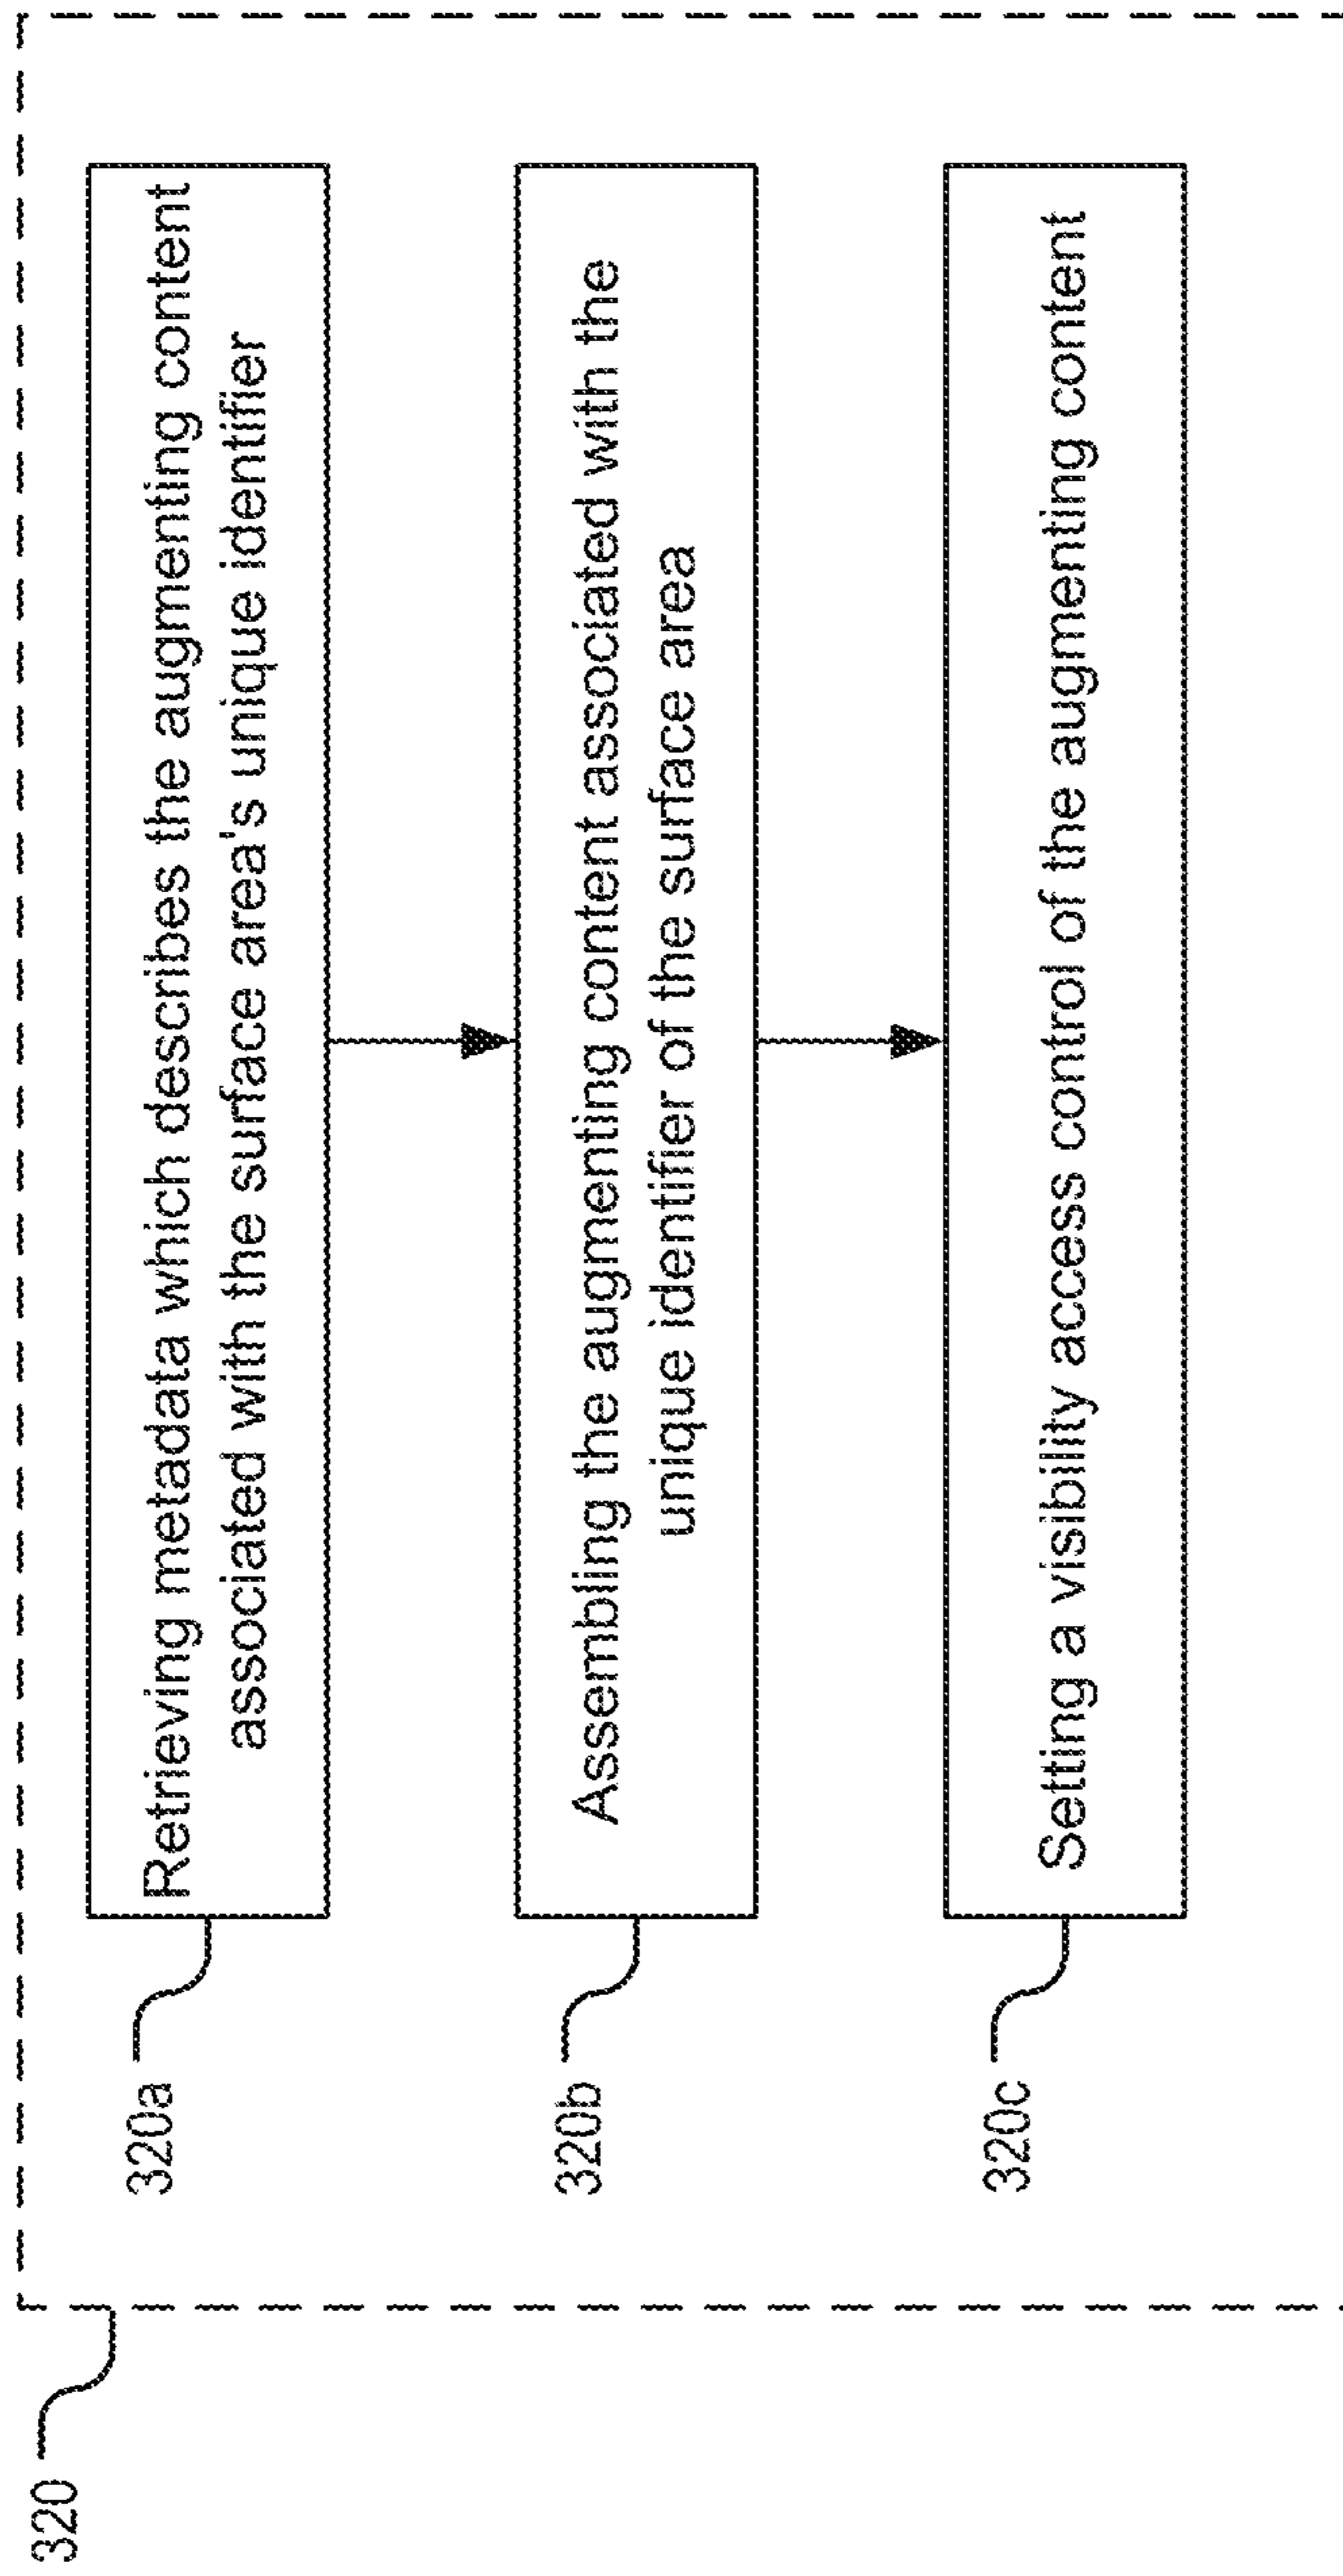 320
320a
Retrieving metadata which describes the augmenting content
associated with the surface area's unique identifier
320b
Assembling the augmenting content associated with the
unique identifier of the surface area
320c
Setting a visibility access control of the augmenting content